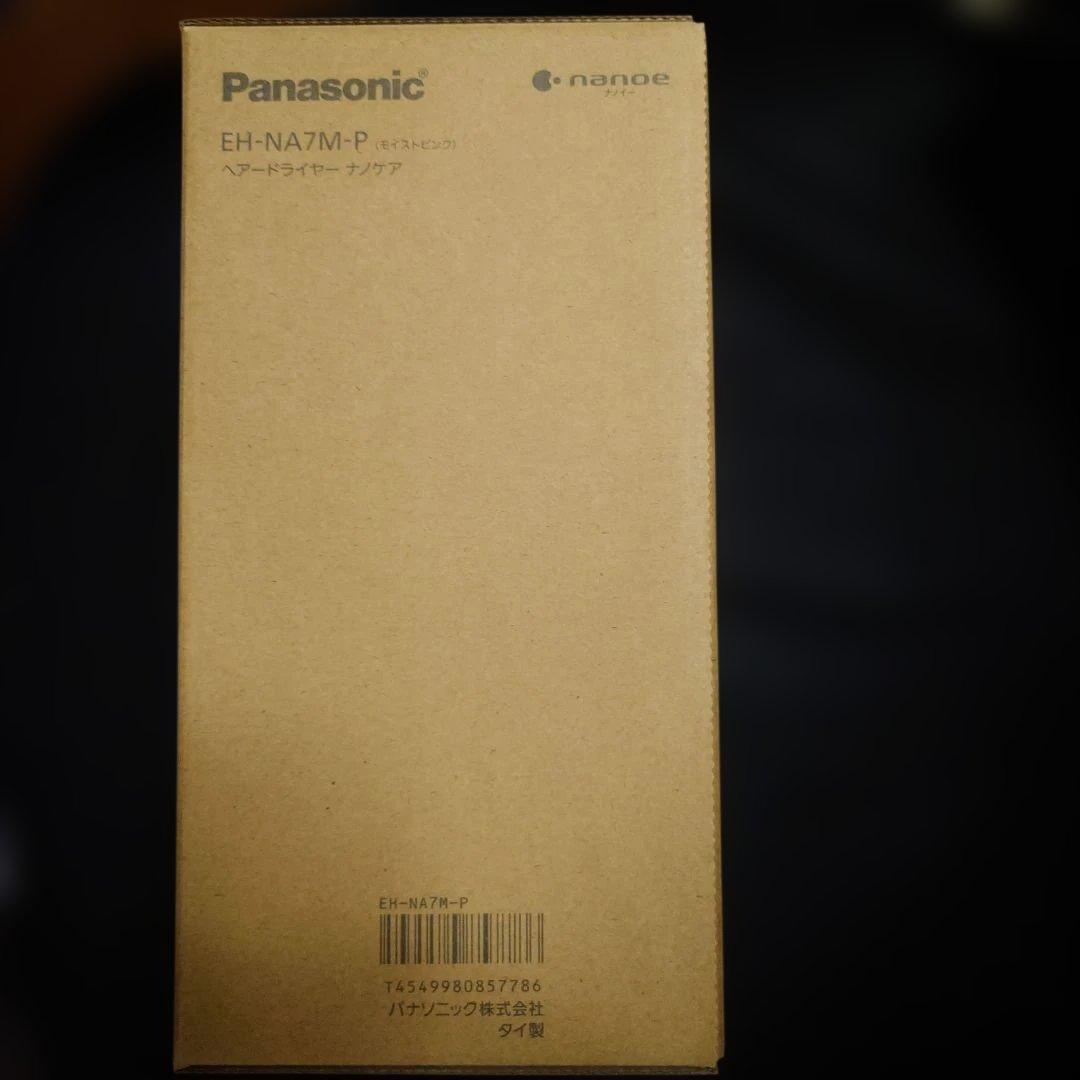 Panasonic®
nanoe
ナノイー
EH-NA7M-P (モイストピンク)
ヘアードライヤー ナノケア
EH-NA7M-P
T4549980857786
パナソニック株式会社
タイ製